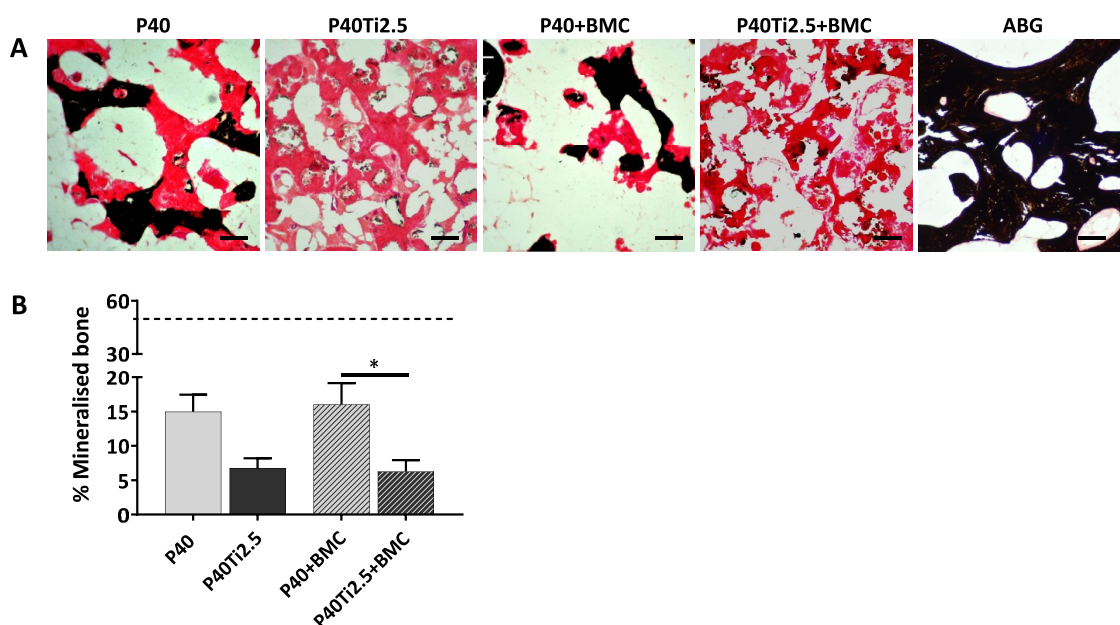 A
P40
P40Ti2.5
P40+BMC
P40Ti2.5+BMC
ABG
B
% Mineralised bone
60
30
20
15
10
5
0
*
P40
P40Ti2.5
P40+BMC
P40Ti2.5+BMC